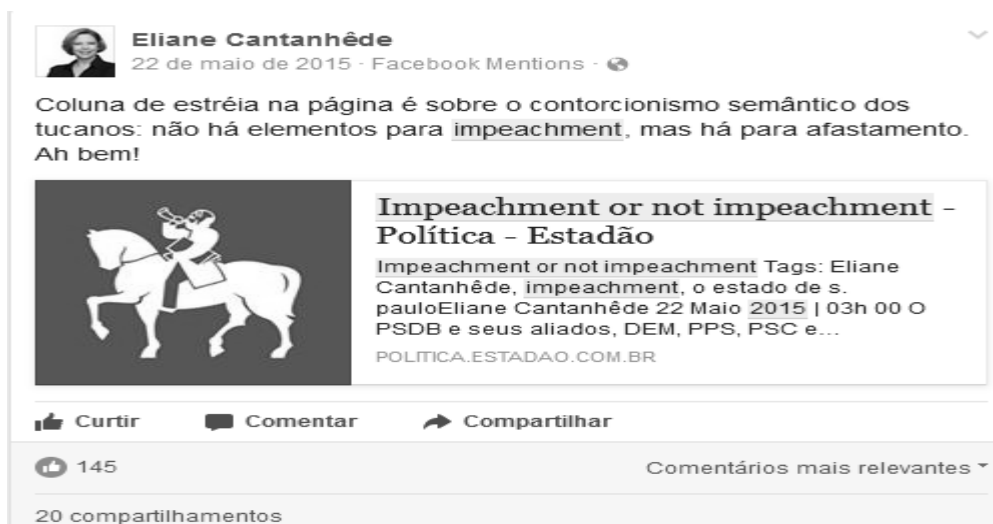 Eliane Cantanhêde
22 de maio de 2015 · Facebook Mentions ·
Coluna de estréia na página é sobre o contorcionismo semântico dos
tucanos: não há elementos para impeachment, mas há para afastamento.
Ah bem!
Impeachment or not impeachment -
Política - Estadão
Impeachment or not impeachment Tags: Eliane
Cantanhêde, impeachment, o estado de s.
pauloEliane Cantanhêde 22 Maio 2015 | 03h 00 O
PSDB e seus aliados, DEM, PPS, PSC e...
POLITICA.ESTADAO.COM.BR
Curtir Comentar Compartilhar
145 Comentários mais relevantes
20 compartilhamentos